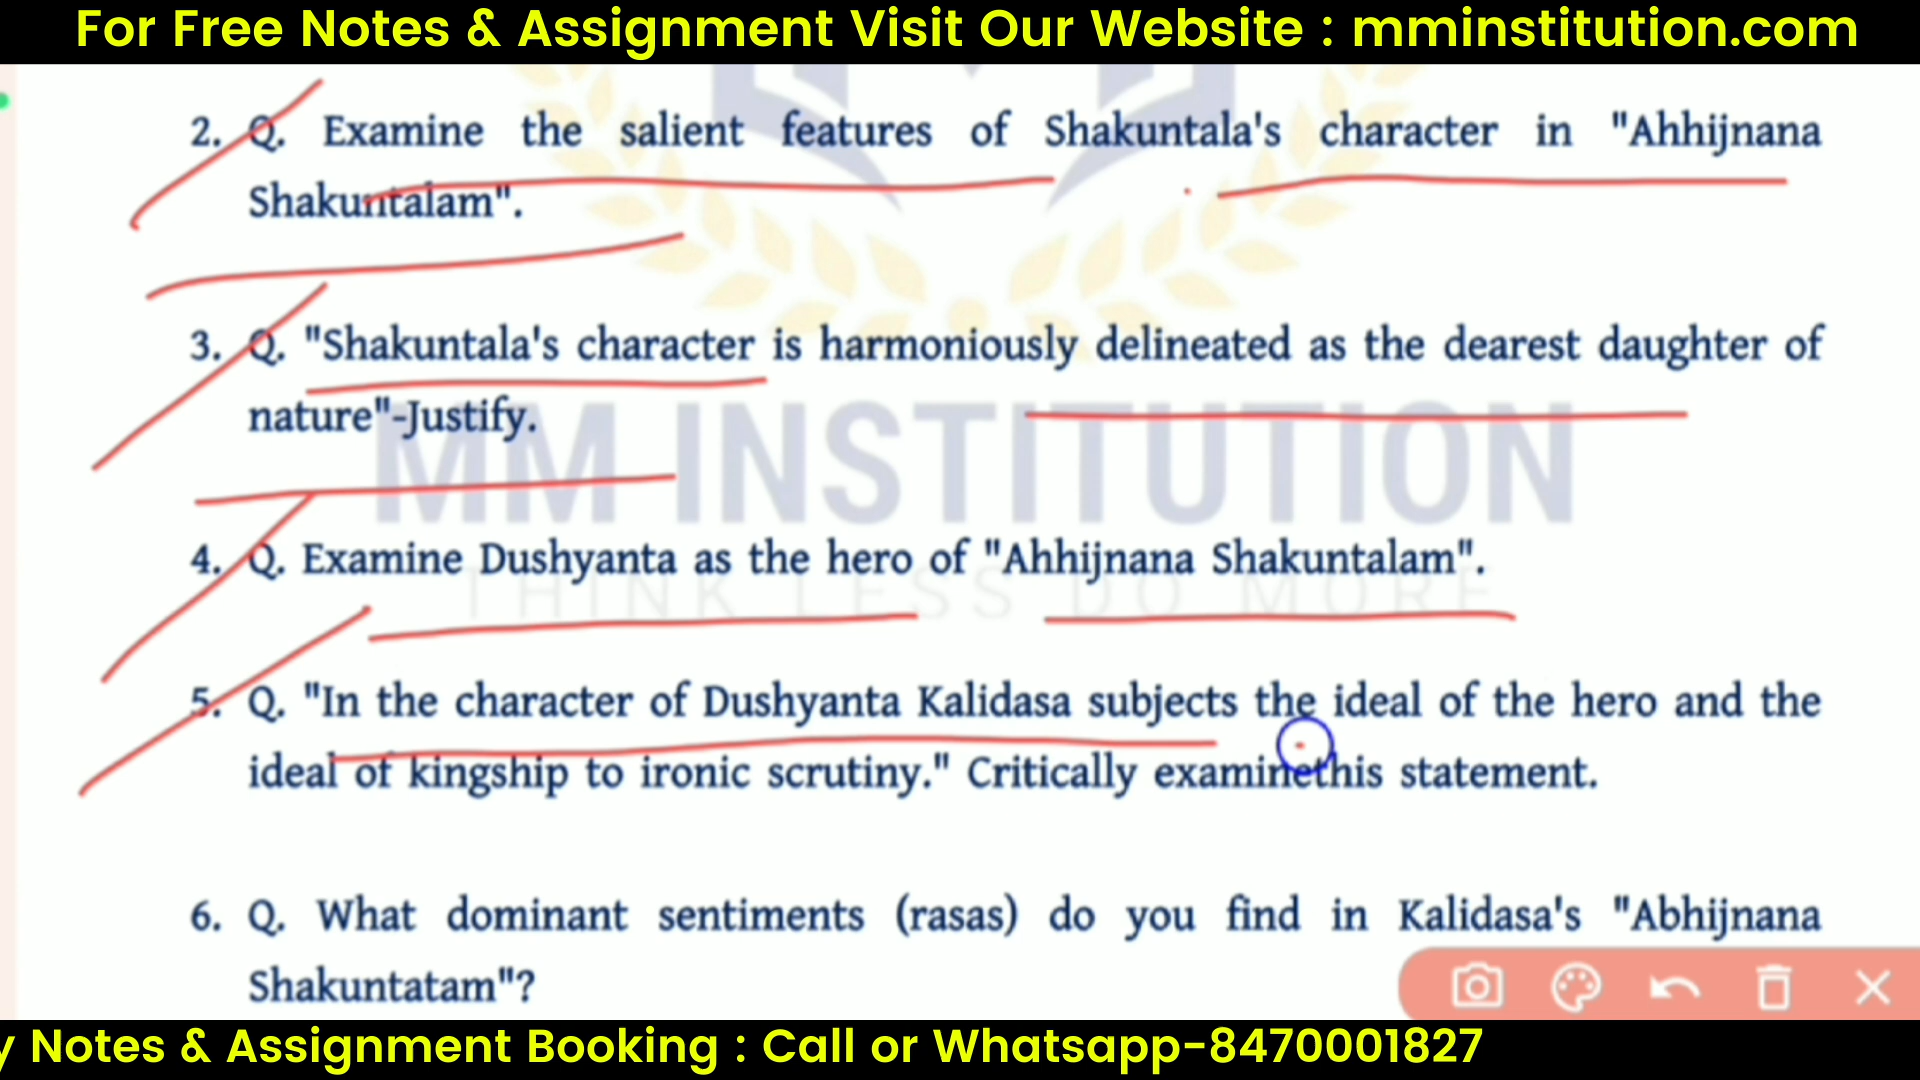 For Free Notes & Assignment Visit Our Website : mminstitution.com
2. Q. Examine the salient features of Shakuntala's character in "Ahhijnana
Shakuntalam".
3. Q. "Shakuntala's character is harmoniously delineated as the dearest daughter of
nature"-Justify.
MM INSTITUTION
4. Q. Examine Dushyanta as the hero of "Ahhijnana Shakuntalam".
THINK LESS DO MORE
5. Q. "In the character of Dushyanta Kalidasa subjects the ideal of the hero and the
ideal of kingship to ironic scrutiny." Critically examinethis statement.
6. Q. What dominant sentiments (rasas) do you find in Kalidasa's "Abhijnana
Shakuntatam"?
y Notes & Assignment Booking : Call or Whatsapp-8470001827